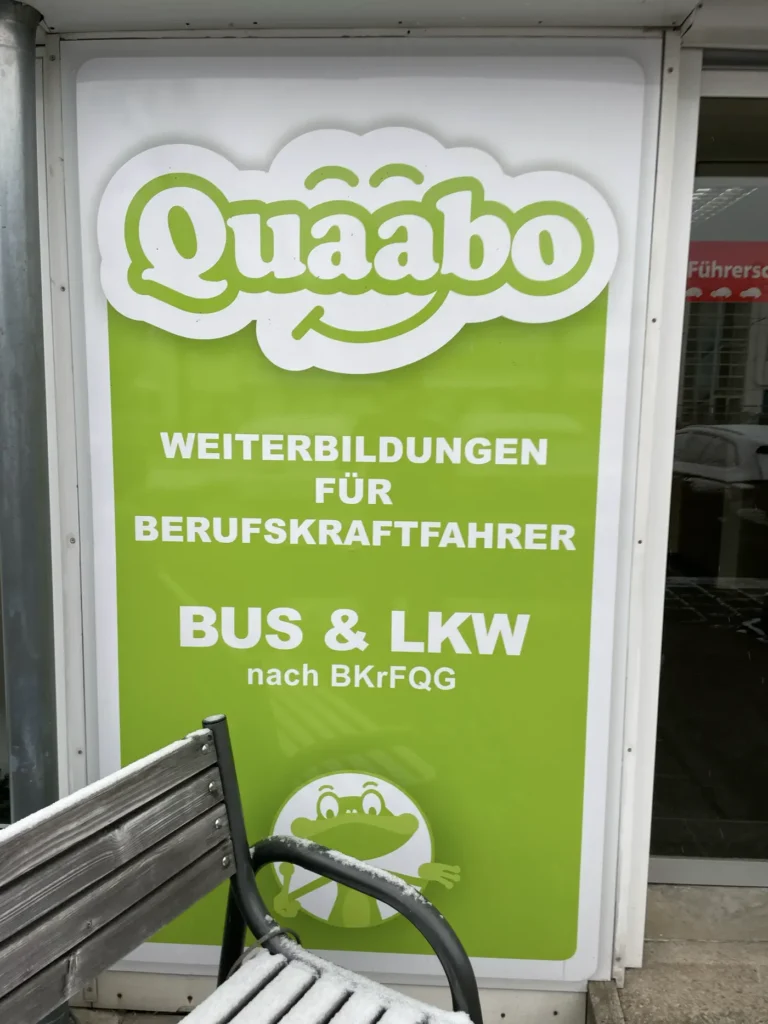 Quaabo
WEITERBILDUNGEN
FÜR
BERUFSKRAFTFAHRER
BUS & LKW
nach BKrFQG